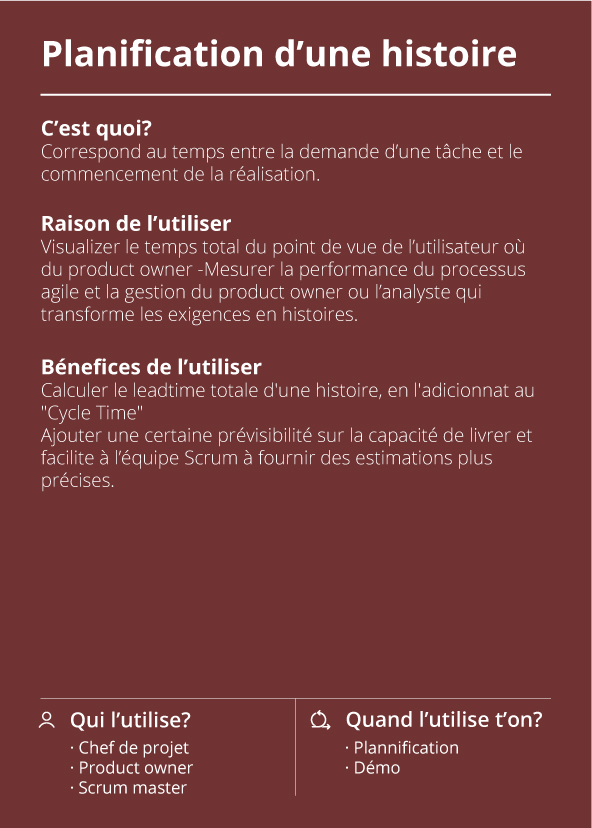 Planification d’une histoire
C’est quoi?
Correspond au temps entre la demande d’une tâche et le
commencement de la réalisation.
Raison de l’utiliser
Visualizer le temps total du point de vue de l’utilisateur où
du product owner -Mesurer la performance du processus
agile et la gestion du product owner ou l’analyste qui
transforme les exigences en histoires.
Bénefices de l’utiliser
Calculer le leadtime totale d'une histoire, en l'adicionnat au
"Cycle Time"
Ajouter une certaine prévisibilité sur la capacité de livrer et
facilite à l’équipe Scrum à fournir des estimations plus
précises.
Qui l’utilise?
· Chef de projet
· Product owner
· Scrum master
Quand l’utilise t’on?
· Plannification
· Démo